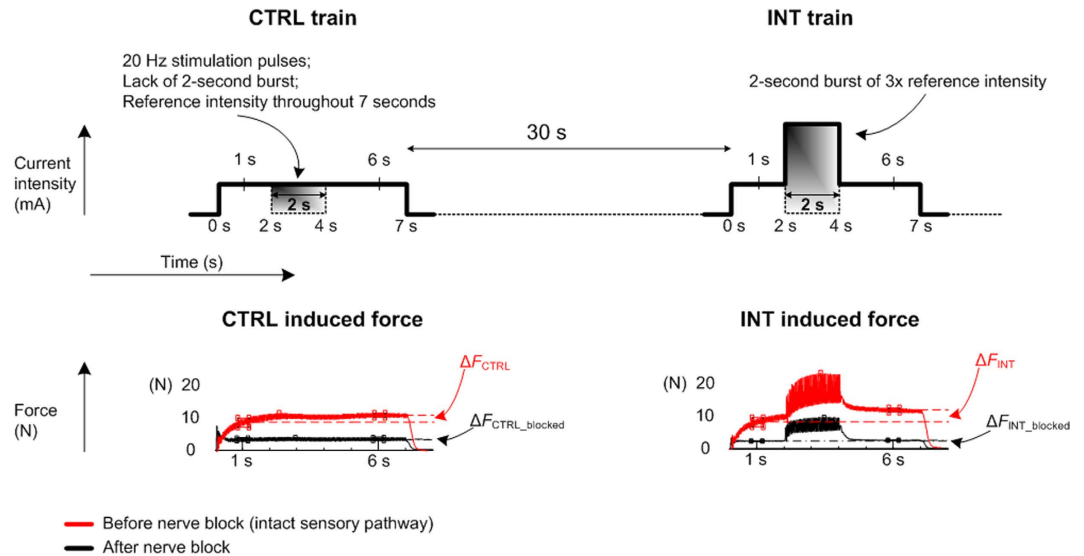 CTRL train
INT train
20 Hz stimulation pulses;
Lack of 2-second burst;
Reference intensity throughout 7 seconds
2-second burst of 3x reference intensity
30 s
Current
intensity
(mA)
1 s
6 s
2 s
0 s
2 s
4 s
7 s
1 s
6 s
2 s
0 s
2 s
4 s
7 s
Time (s)
CTRL induced force
INT induced force
Force
(N)
(N)
20
10
0
1 s
6 s
ΔFCTRL
ΔFCTRL_blocked
(N)
20
10
0
1 s
6 s
ΔFINT
ΔFINT_blocked
Before nerve block (intact sensory pathway)
After nerve block